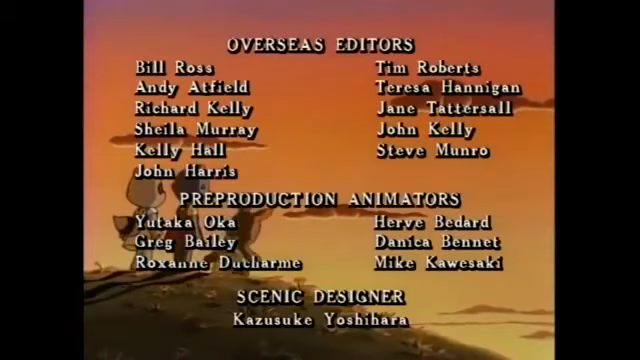 OVERSEAS EDITORS
Bill Ross Tim Roberts
Andy Atfield Teresa Hannigan
Richard Kelly Jane Tattersall
Sheila Murray John Kelly
Kelly Hall Steve Munro
John Harris
PREPRODUCTION ANIMATORS
Yutaka Oka Herve Bedard
Greg Bailey Danica Bennet
Roxanne Ducharme Mike Kawesaki
SCENIC DESIGNER
Kazusuke Yoshihara